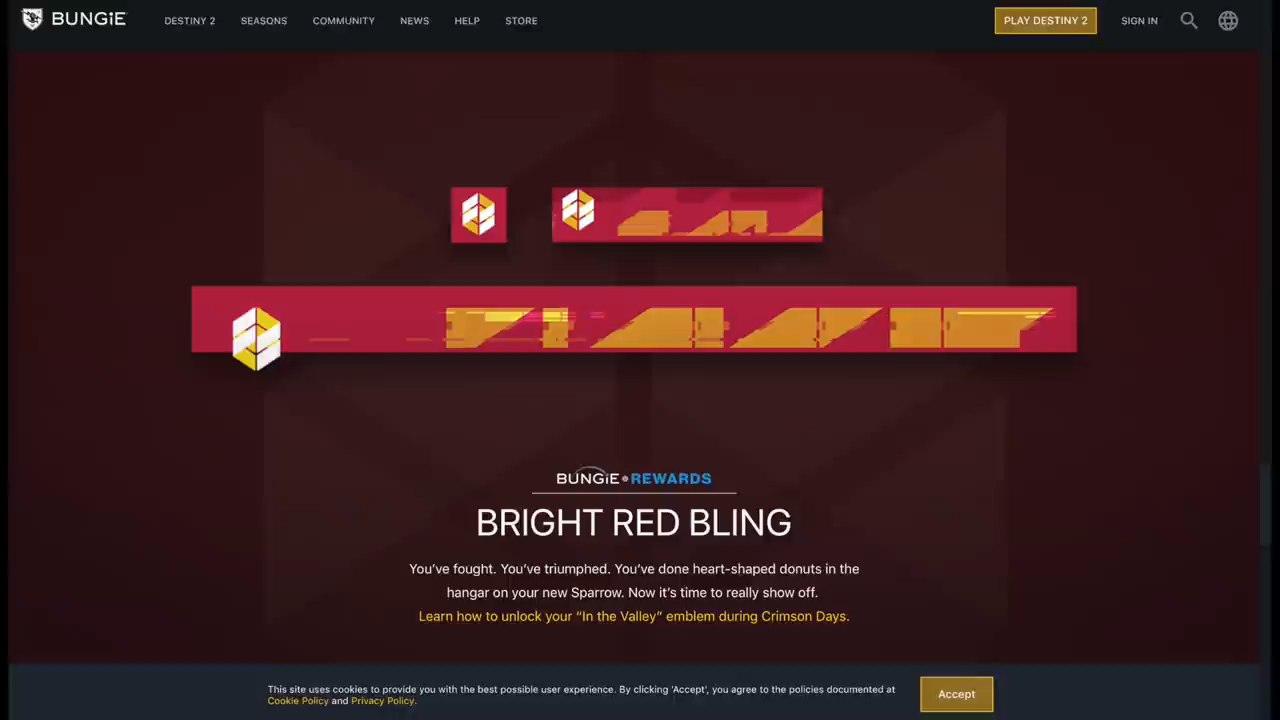 BUNGiE DESTINY 2 SEASONS COMMUNITY NEWS HELP STORE PLAY DESTINY 2 SIGN IN
BUNGiE REWARDS
BRIGHT RED BLING
You’ve fought. You’ve triumphed. You’ve done heart-shaped donuts in the
hangar on your new Sparrow. Now it’s time to really show off.
Learn how to unlock your “In the Valley” emblem during Crimson Days.
This site uses cookies to provide you with the best possible user experience. By clicking 'Accept', you agree to the policies documented at
Cookie Policy and Privacy Policy.
Accept